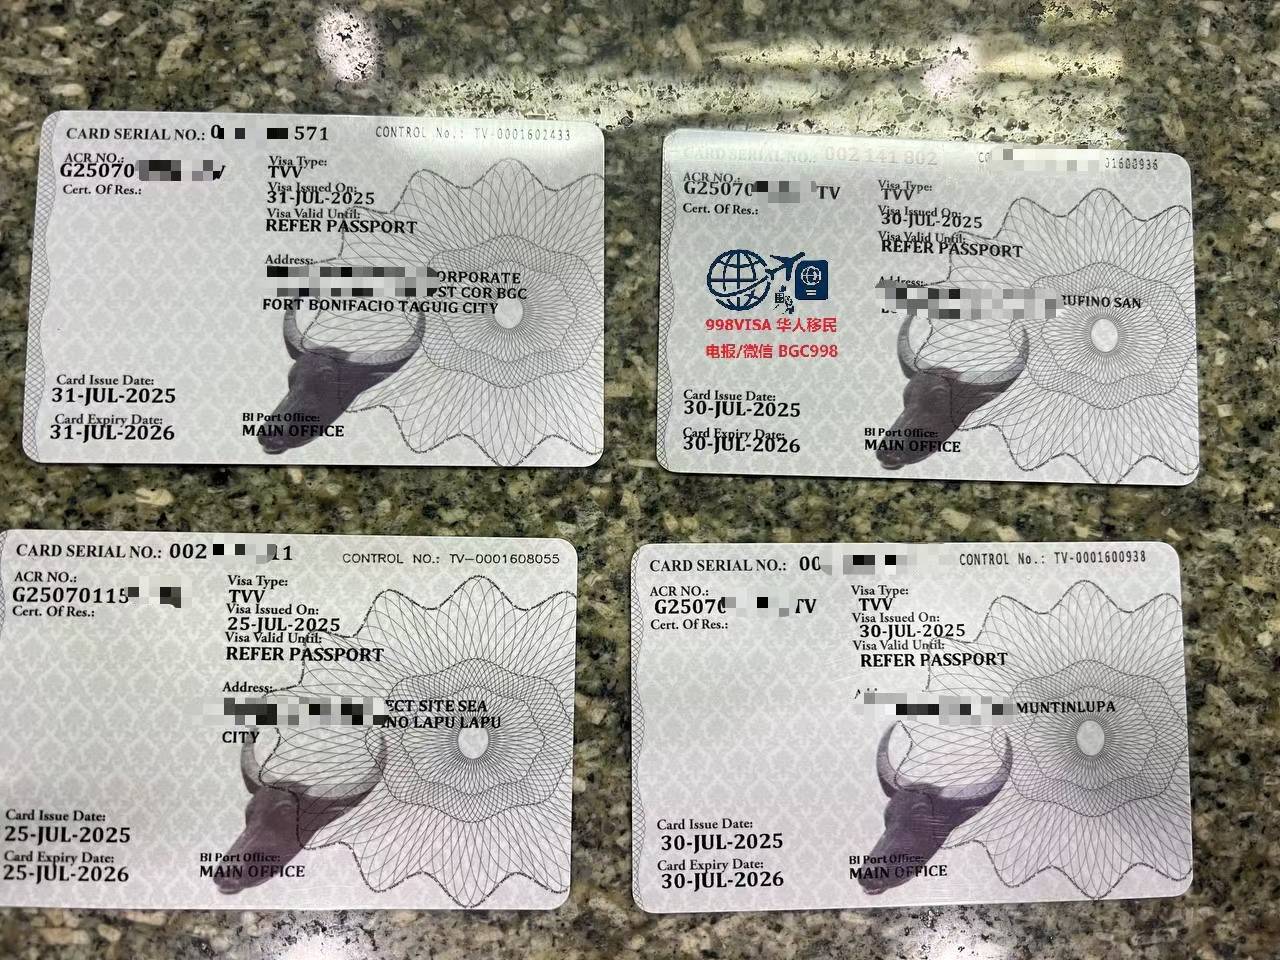 CARD SERIAL NO.: 0 571
CONTROL No.: TV-0001602433
ACR NO.:
G25070
Cert. Of Res.:
Visa Type:
TVV
Visa Issued On:
31-JUL-2025
Visa Valid Until:
REFER PASSPORT
Address:
ORPORATE
ST COR BGC
FORT BONIFACIO TAGUIG CITY
Card Issue Date:
31-JUL-2025
Card Expiry Date:
31-JUL-2026
BI Port Office:
MAIN OFFICE
CARD SERIAL NO.: 002 141 802
01600936
ACR NO.:
G25070 TV
Cert. Of Res.:
Visa Type:
TVV
Visa Issued On:
30-JUL-2025
Visa Valid Until:
REFER PASSPORT
Address:
RUFINO SAN
998VISA 华人移民
电报/微信 BGC998
Card Issue Date:
30-JUL-2025
Card Expiry Date:
30-JUL-2026
BI Port Office:
MAIN OFFICE
CARD SERIAL NO.: 002 11
CONTROL NO.: TV-0001608055
ACR NO.:
G25070115
Cert. Of Res.:
Visa Type:
TVV
Visa Issued On:
25-JUL-2025
Visa Valid Until:
REFER PASSPORT
Address:
ECT SITE SEA
NO LAPU LAPU
CITY
Card Issue Date:
25-JUL-2025
Card Expiry Date:
25-JUL-2026
BI Port Office:
MAIN OFFICE
CARD SERIAL NO.: 00
CONTROL No.: TV-0001600938
ACR NO.:
G2507 TV
Cert. Of Res.:
Visa Type:
TVV
Visa Issued On:
30-JUL-2025
Visa Valid Until:
REFER PASSPORT
MUNTINLUPA
Card Issue Date:
30-JUL-2025
Card Expiry Date:
30-JUL-2026
BI Port Office:
MAIN OFFICE